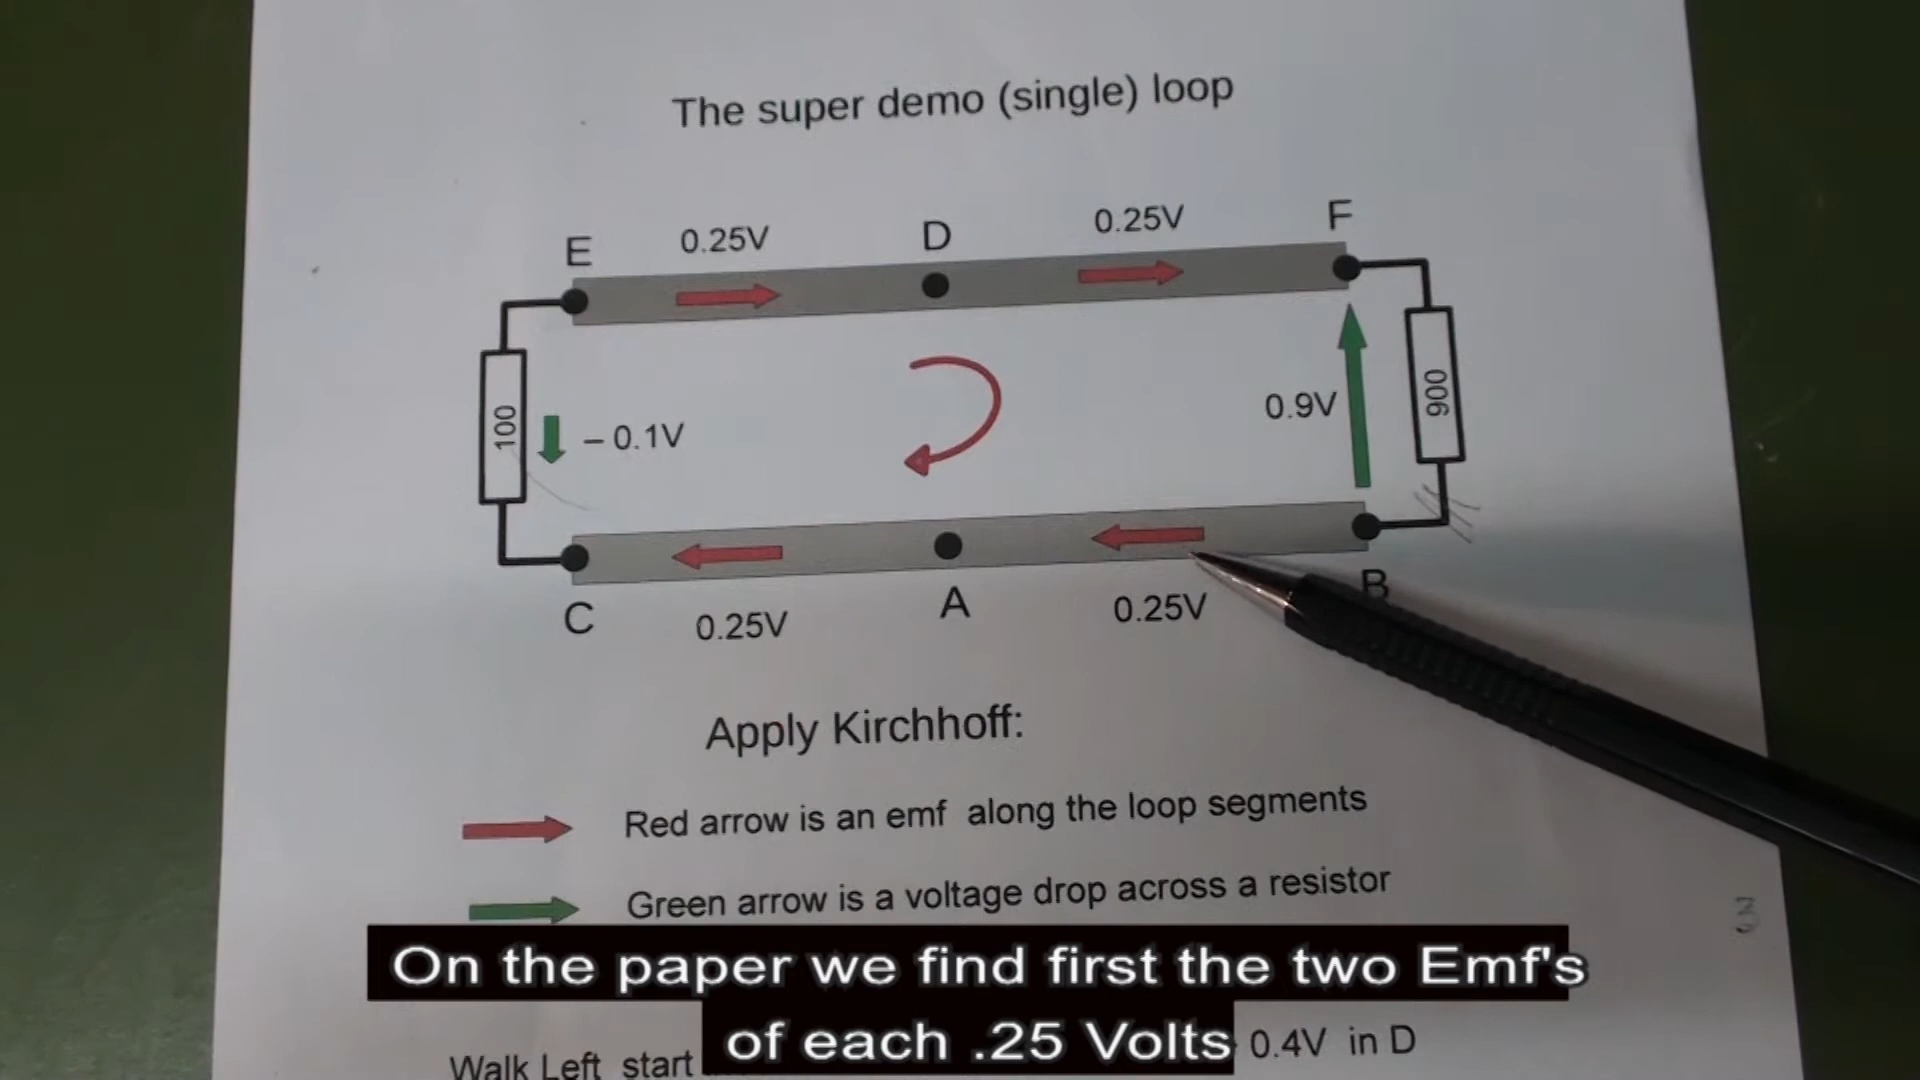 The super demo (single) loop
E 0.25V D 0.25V F
100 – 0.1V 0.9V 900
C 0.25V A 0.25V B
Apply Kirchhoff:
Red arrow is an emf along the loop segments
Green arrow is a voltage drop across a resistor
3
On the paper we find first the two Emf's
of each .25 Volts
Walk Left start 0.4V in D